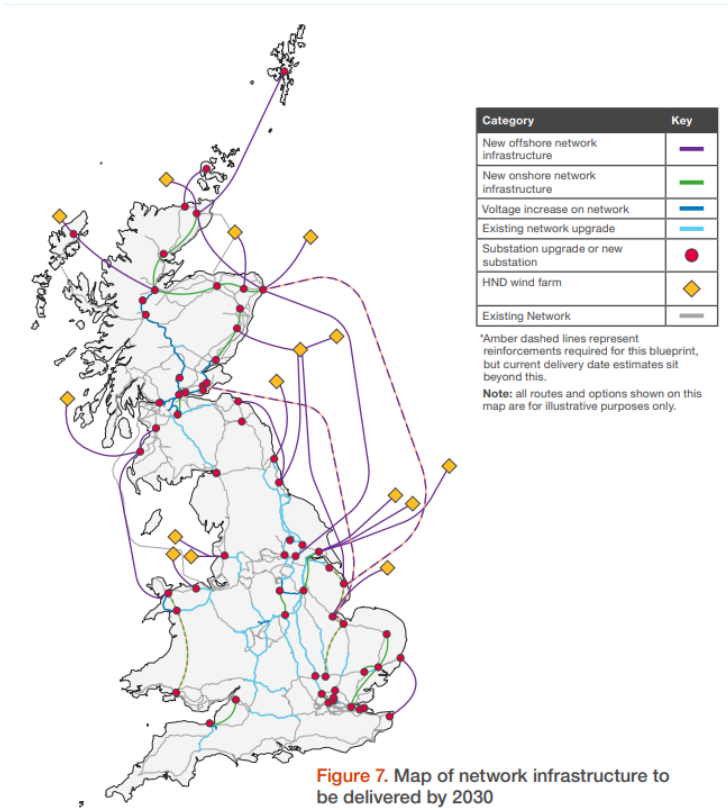 Category Key
New offshore network
infrastructure
New onshore network
infrastructure
Voltage increase on network
Existing network upgrade
Substation upgrade or new
substation
HND wind farm
Existing Network
*Amber dashed lines represent
reinforcements required for this blueprint,
but current delivery date estimates sit
beyond this.
Note: all routes and options shown on this
map are for illustrative purposes only.
Figure 7. Map of network infrastructure to
be delivered by 2030